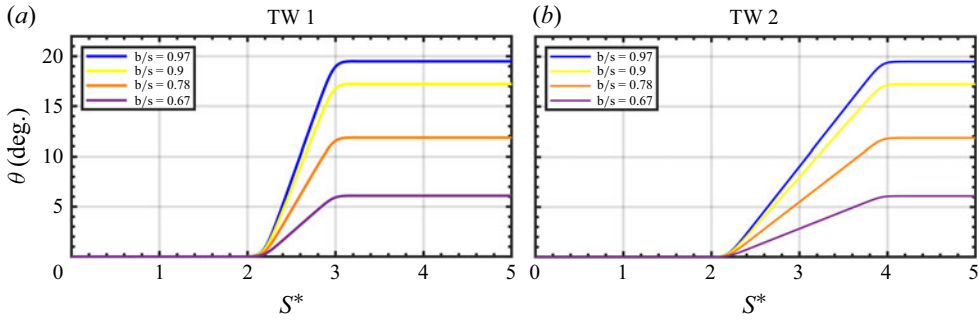 (a)
TW 1
20
15
10
5
0
θ (deg.)
b/s = 0.97
b/s = 0.9
b/s = 0.78
b/s = 0.67
1 2 3 4 5
S*
(b)
TW 2
b/s = 0.97
b/s = 0.9
b/s = 0.78
b/s = 0.67
0 1 2 3 4 5
S*